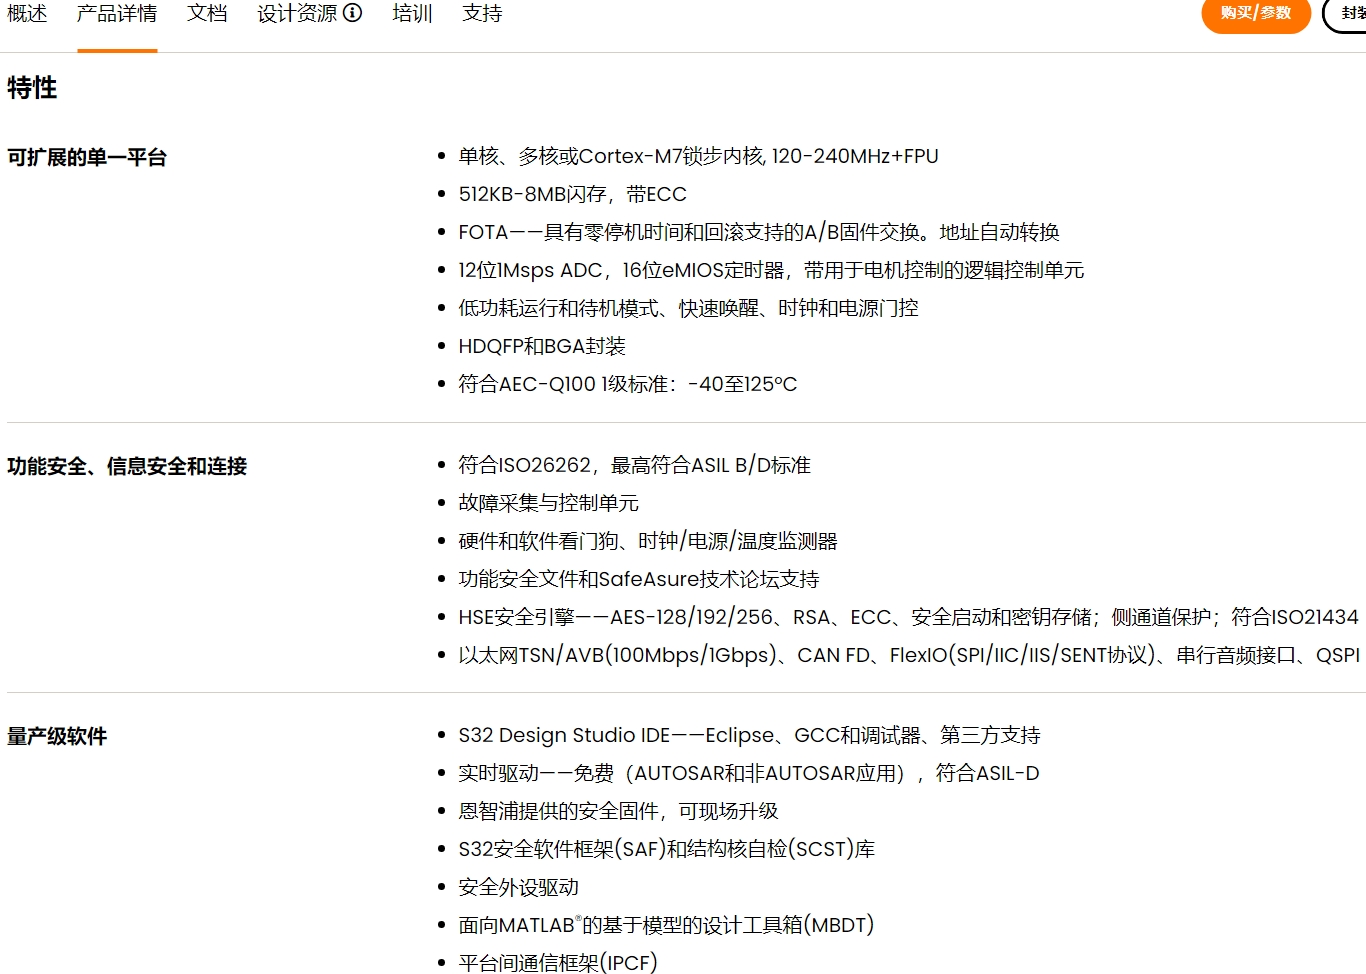 概述 产品详情 文档 设计资源 培训 支持 购买/参数 封装
特性
可扩展的单一平台
单核、多核或Cortex-M7锁步内核, 120-240MHz+FPU
512KB-8MB闪存，带ECC
FOTA——具有零停机时间和回滚支持的A/B固件交换。地址自动转换
12位1Msps ADC，16位eMIOS定时器，带用于电机控制的逻辑控制单元
低功耗运行和待机模式、快速唤醒、时钟和电源门控
HDQFP和BGA封装
符合AEC-Q100 1级标准：-40至125°C
功能安全、信息安全和连接
符合ISO26262，最高符合ASIL B/D标准
故障采集与控制单元
硬件和软件看门狗、时钟/电源/温度监测器
功能安全文件和SafeAsure技术论坛支持
HSE安全引擎——AES-128/192/256、RSA、ECC、安全启动和密钥存储；侧通道保护；符合ISO21434
以太网TSN/AVB(100Mbps/1Gbps)、CAN FD、FlexIO(SPI/IIC/IIS/SENT协议)、串行音频接口、QSPI
量产级软件
S32 Design Studio IDE——Eclipse、GCC和调试器、第三方支持
实时驱动——免费（AUTOSAR和非AUTOSAR应用），符合ASIL-D
恩智浦提供的安全固件，可现场升级
S32安全软件框架(SAF)和结构核自检(SCST)库
安全外设驱动
面向MATLAB®的基于模型的设计工具箱(MBDT)
平台间通信框架(IPCF)